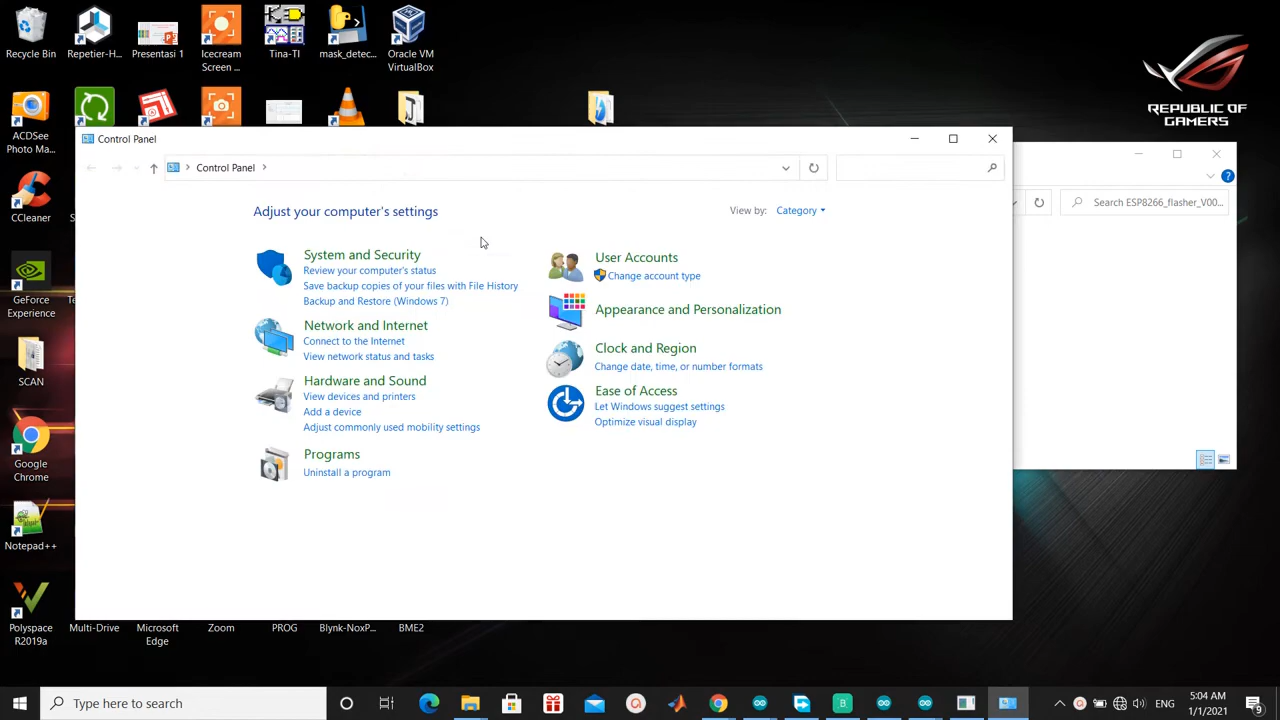 Recycle Bin
Repetier-H...
Presentasi 1
Icecream
Screen ...
Tina-TI
mask_detec...
Oracle VM
VirtualBox
REPUBLIC OF
GAMERS
ACDSee
Photo Ma...
CCleaner
GeForce
Experience
SCAN
Google
Chrome
Notepad++
Polyspace
R2019a
Multi-Drive
Microsoft
Edge
Zoom
PROG
Blynk-NoxP...
BME2
Control Panel
Control Panel
Search ESP8266_flasher_V00...
Adjust your computer's settings
View by: Category
System and Security
Review your computer's status
Save backup copies of your files with File History
Backup and Restore (Windows 7)
Network and Internet
Connect to the Internet
View network status and tasks
Hardware and Sound
View devices and printers
Add a device
Adjust commonly used mobility settings
Programs
Uninstall a program
User Accounts
Change account type
Appearance and Personalization
Clock and Region
Change date, time, or number formats
Ease of Access
Let Windows suggest settings
Optimize visual display
Type here to search
ENG
5:04 AM
1/1/2021
9